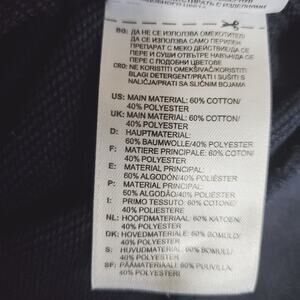 BG: ДА НЕ СЕ ИЗПОЛЗВА ОМЕКОТИТЕЛ/
ДА СЕ ИЗПОЛЗВА САМО ПЕРИЛЕН
ПРЕПАРАТ С МЕКО ДЕЙСТВИЕ/ДА СЕ
ПЕРЕ И СУШИ ОТВЪТРЕ НАВЪН/ДА СЕ
ПЕРЕ С ПОДОБНИ ЦВЕТОВЕ
CRO: NE KORISTITI OMEKŠIVAČ/KORISTITI
BLAGI DETERGENT/PRATI I SUŠITI S
NALIČJA/PRATI SA SLIČNIM BOJAMA
US: MAIN MATERIAL: 60% COTTON/
40% POLYESTER
UK: MAIN MATERIAL: 60% COTTON/
40% POLYESTER
D: HAUPTMATERIAL:
60% BAUMWOLLE/40% POLYESTER
F: MATIERE PRINCIPALE: 60% COTON/
40% POLYESTER
E: MATERIAL PRINCIPAL:
60% ALGODÓN/40% POLIÉSTER
P: MATERIAL PRINCIPAL:
60% ALGODÃO/40% POLIÉSTER
I: PRIMO TESSUTO: 60% COTONE/
40% POLIESTERE
NL: HOOFDMATERIAAL: 60% KATOEN/
40% POLYESTER
DK: HOVEDMATERIALE: 60% BOMULD/
40% POLYESTER
S: HUVUDMATERIAL: 60% BOMULL/
40% POLYESTER
SF: PÄÄMATERIAALI: 60% PUUVILLA/
40% POLYESTERI